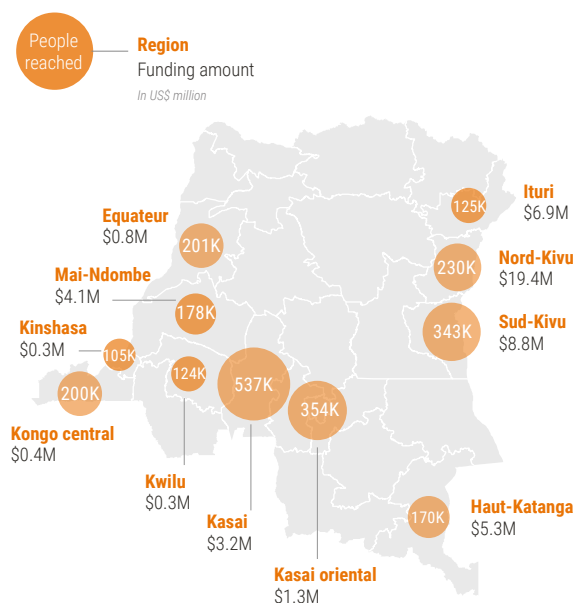 People
reached
Region
Funding amount
In US$ million
Ituri
$6.9M
125K
Equateur
$0.8M
201K
Nord-Kivu
$19.4M
230K
Mai-Ndombe
$4.1M
178K
Sud-Kivu
$8.8M
343K
Kinshasa
$0.3M
105K
124K
537K
354K
200K
Kongo central
$0.4M
Kwilu
$0.3M
Kasai
$3.2M
170K
Haut-Katanga
$5.3M
Kasai oriental
$1.3M